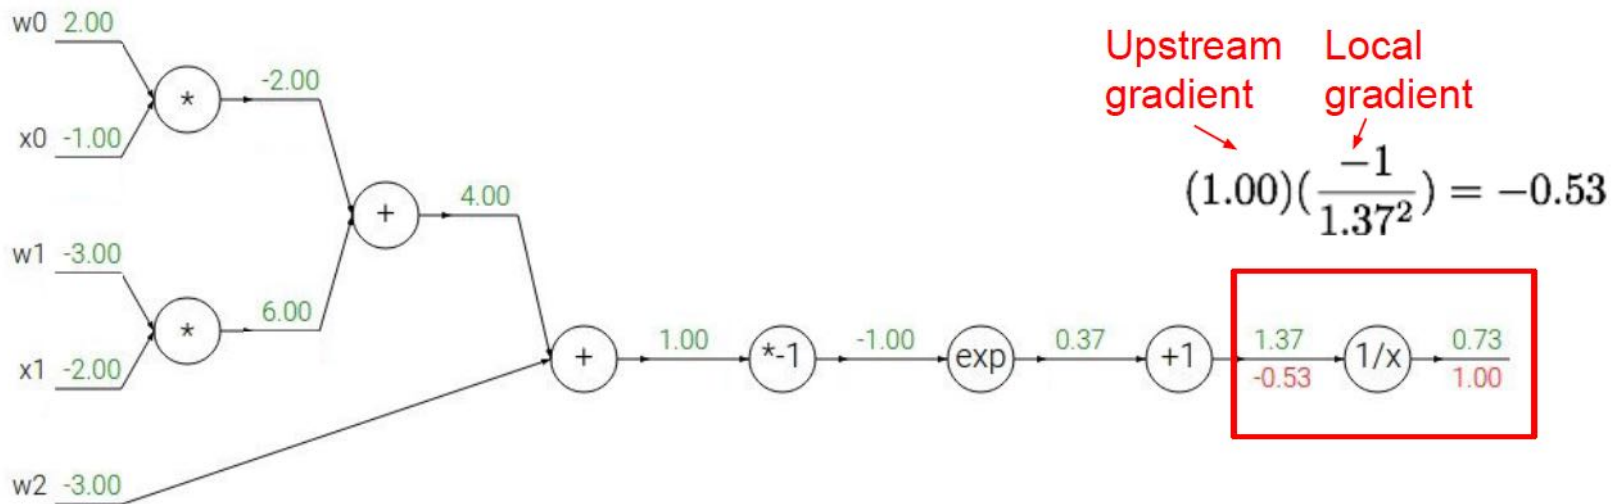 w0 2.00
x0 -1.00
*
-2.00
w1 -3.00
x1 -2.00
*
6.00
+
4.00
w2 -3.00
+
1.00
*-1
-1.00
exp
0.37
+1
1.37
-0.53
1/x
0.73
1.00
Upstream gradient
Local gradient
(1.00)(-1/1.37²) = -0.53